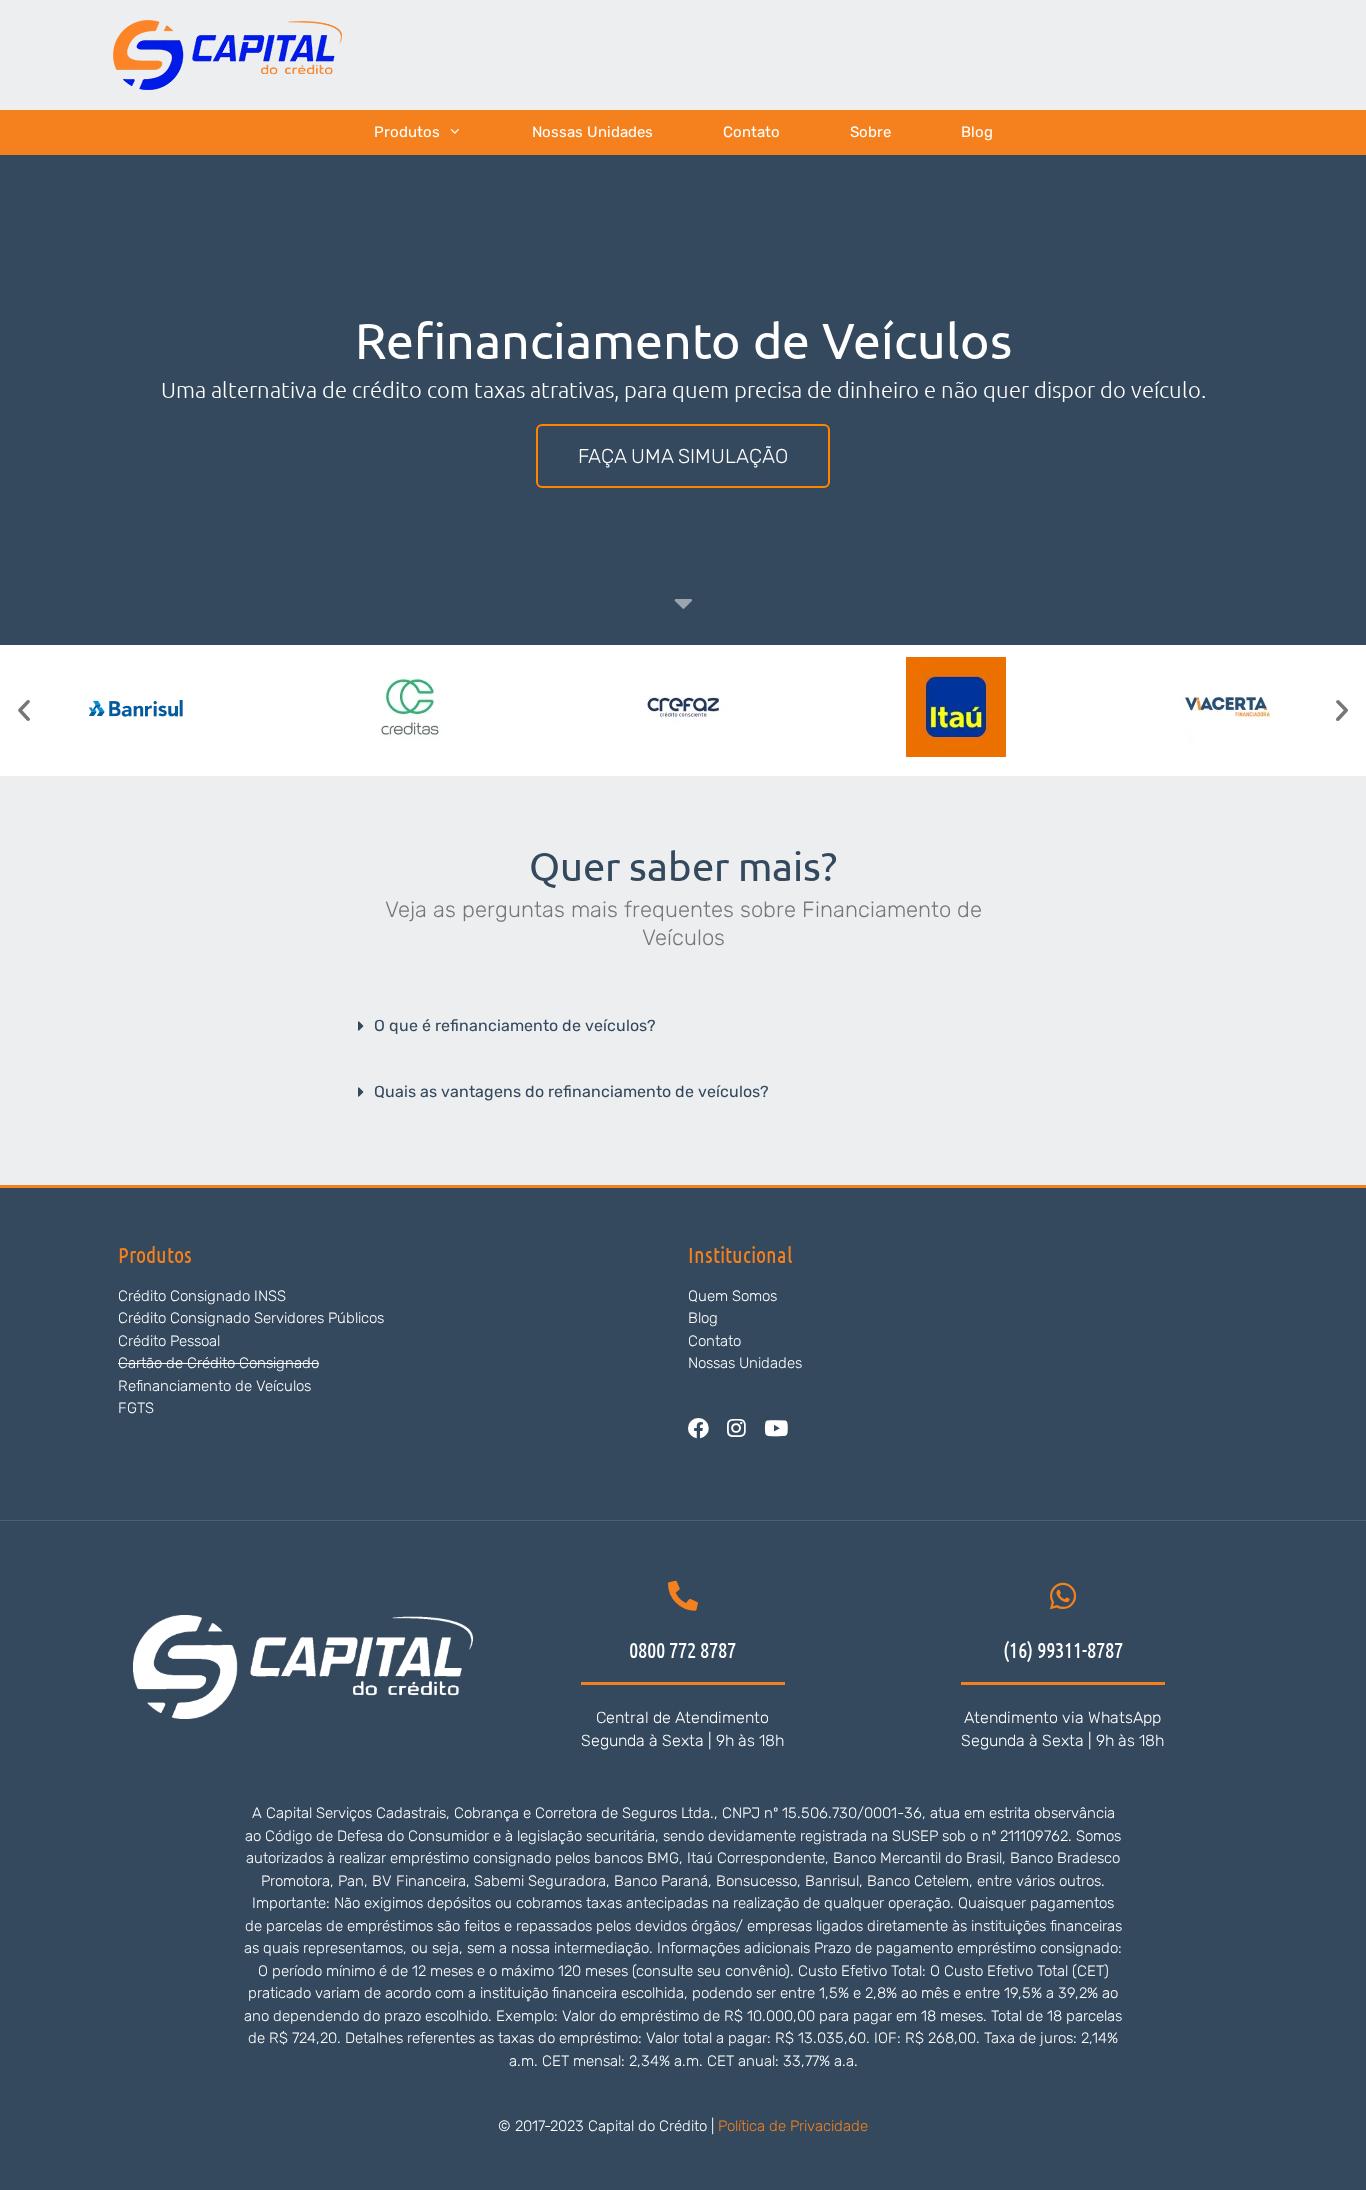 CAPITAL
do crédito
Produtos
Nossas Unidades
Contato
Sobre
Blog
Refinanciamento de Veículos
Uma alternativa de crédito com taxas atrativas, para quem precisa de dinheiro e não quer dispor do veículo.
FAÇA UMA SIMULAÇÃO
Banrisul
creditas
crefaz
crédito consciente
Itaú
VIACERTA
FINANCIADORA
Quer saber mais?
Veja as perguntas mais frequentes sobre Financiamento de
Veículos
O que é refinanciamento de veículos?
Quais as vantagens do refinanciamento de veículos?
Produtos
Crédito Consignado INSS
Crédito Consignado Servidores Públicos
Crédito Pessoal
Cartão de Crédito Consignado
Refinanciamento de Veículos
FGTS
Institucional
Quem Somos
Blog
Contato
Nossas Unidades
CAPITAL
do crédito
0800 772 8787
Central de Atendimento
Segunda à Sexta | 9h às 18h
(16) 99311-8787
Atendimento via WhatsApp
Segunda à Sexta | 9h às 18h
A Capital Serviços Cadastrais, Cobrança e Corretora de Seguros Ltda., CNPJ nº 15.506.730/0001-36, atua em estrita observância
ao Código de Defesa do Consumidor e à legislação securitária, sendo devidamente registrada na SUSEP sob o nº 211109762. Somos
autorizados à realizar empréstimo consignado pelos bancos BMG, Itaú Correspondente, Banco Mercantil do Brasil, Banco Bradesco
Promotora, Pan, BV Financeira, Sabemi Seguradora, Banco Paraná, Bonsucesso, Banrisul, Banco Cetelem, entre vários outros.
Importante: Não exigimos depósitos ou cobramos taxas antecipadas na realização de qualquer operação. Quaisquer pagamentos
de parcelas de empréstimos são feitos e repassados pelos devidos órgãos/ empresas ligados diretamente às instituições financeiras
as quais representamos, ou seja, sem a nossa intermediação. Informações adicionais Prazo de pagamento empréstimo consignado:
O período mínimo é de 12 meses e o máximo 120 meses (consulte seu convênio). Custo Efetivo Total: O Custo Efetivo Total (CET)
praticado variam de acordo com a instituição financeira escolhida, podendo ser entre 1,5% e 2,8% ao mês e entre 19,5% a 39,2% ao
ano dependendo do prazo escolhido. Exemplo: Valor do empréstimo de R$ 10.000,00 para pagar em 18 meses. Total de 18 parcelas
de R$ 724,20. Detalhes referentes as taxas do empréstimo: Valor total a pagar: R$ 13.035,60. IOF: R$ 268,00. Taxa de juros: 2,14%
a.m. CET mensal: 2,34% a.m. CET anual: 33,77% a.a.
© 2017-2023 Capital do Crédito | Política de Privacidade